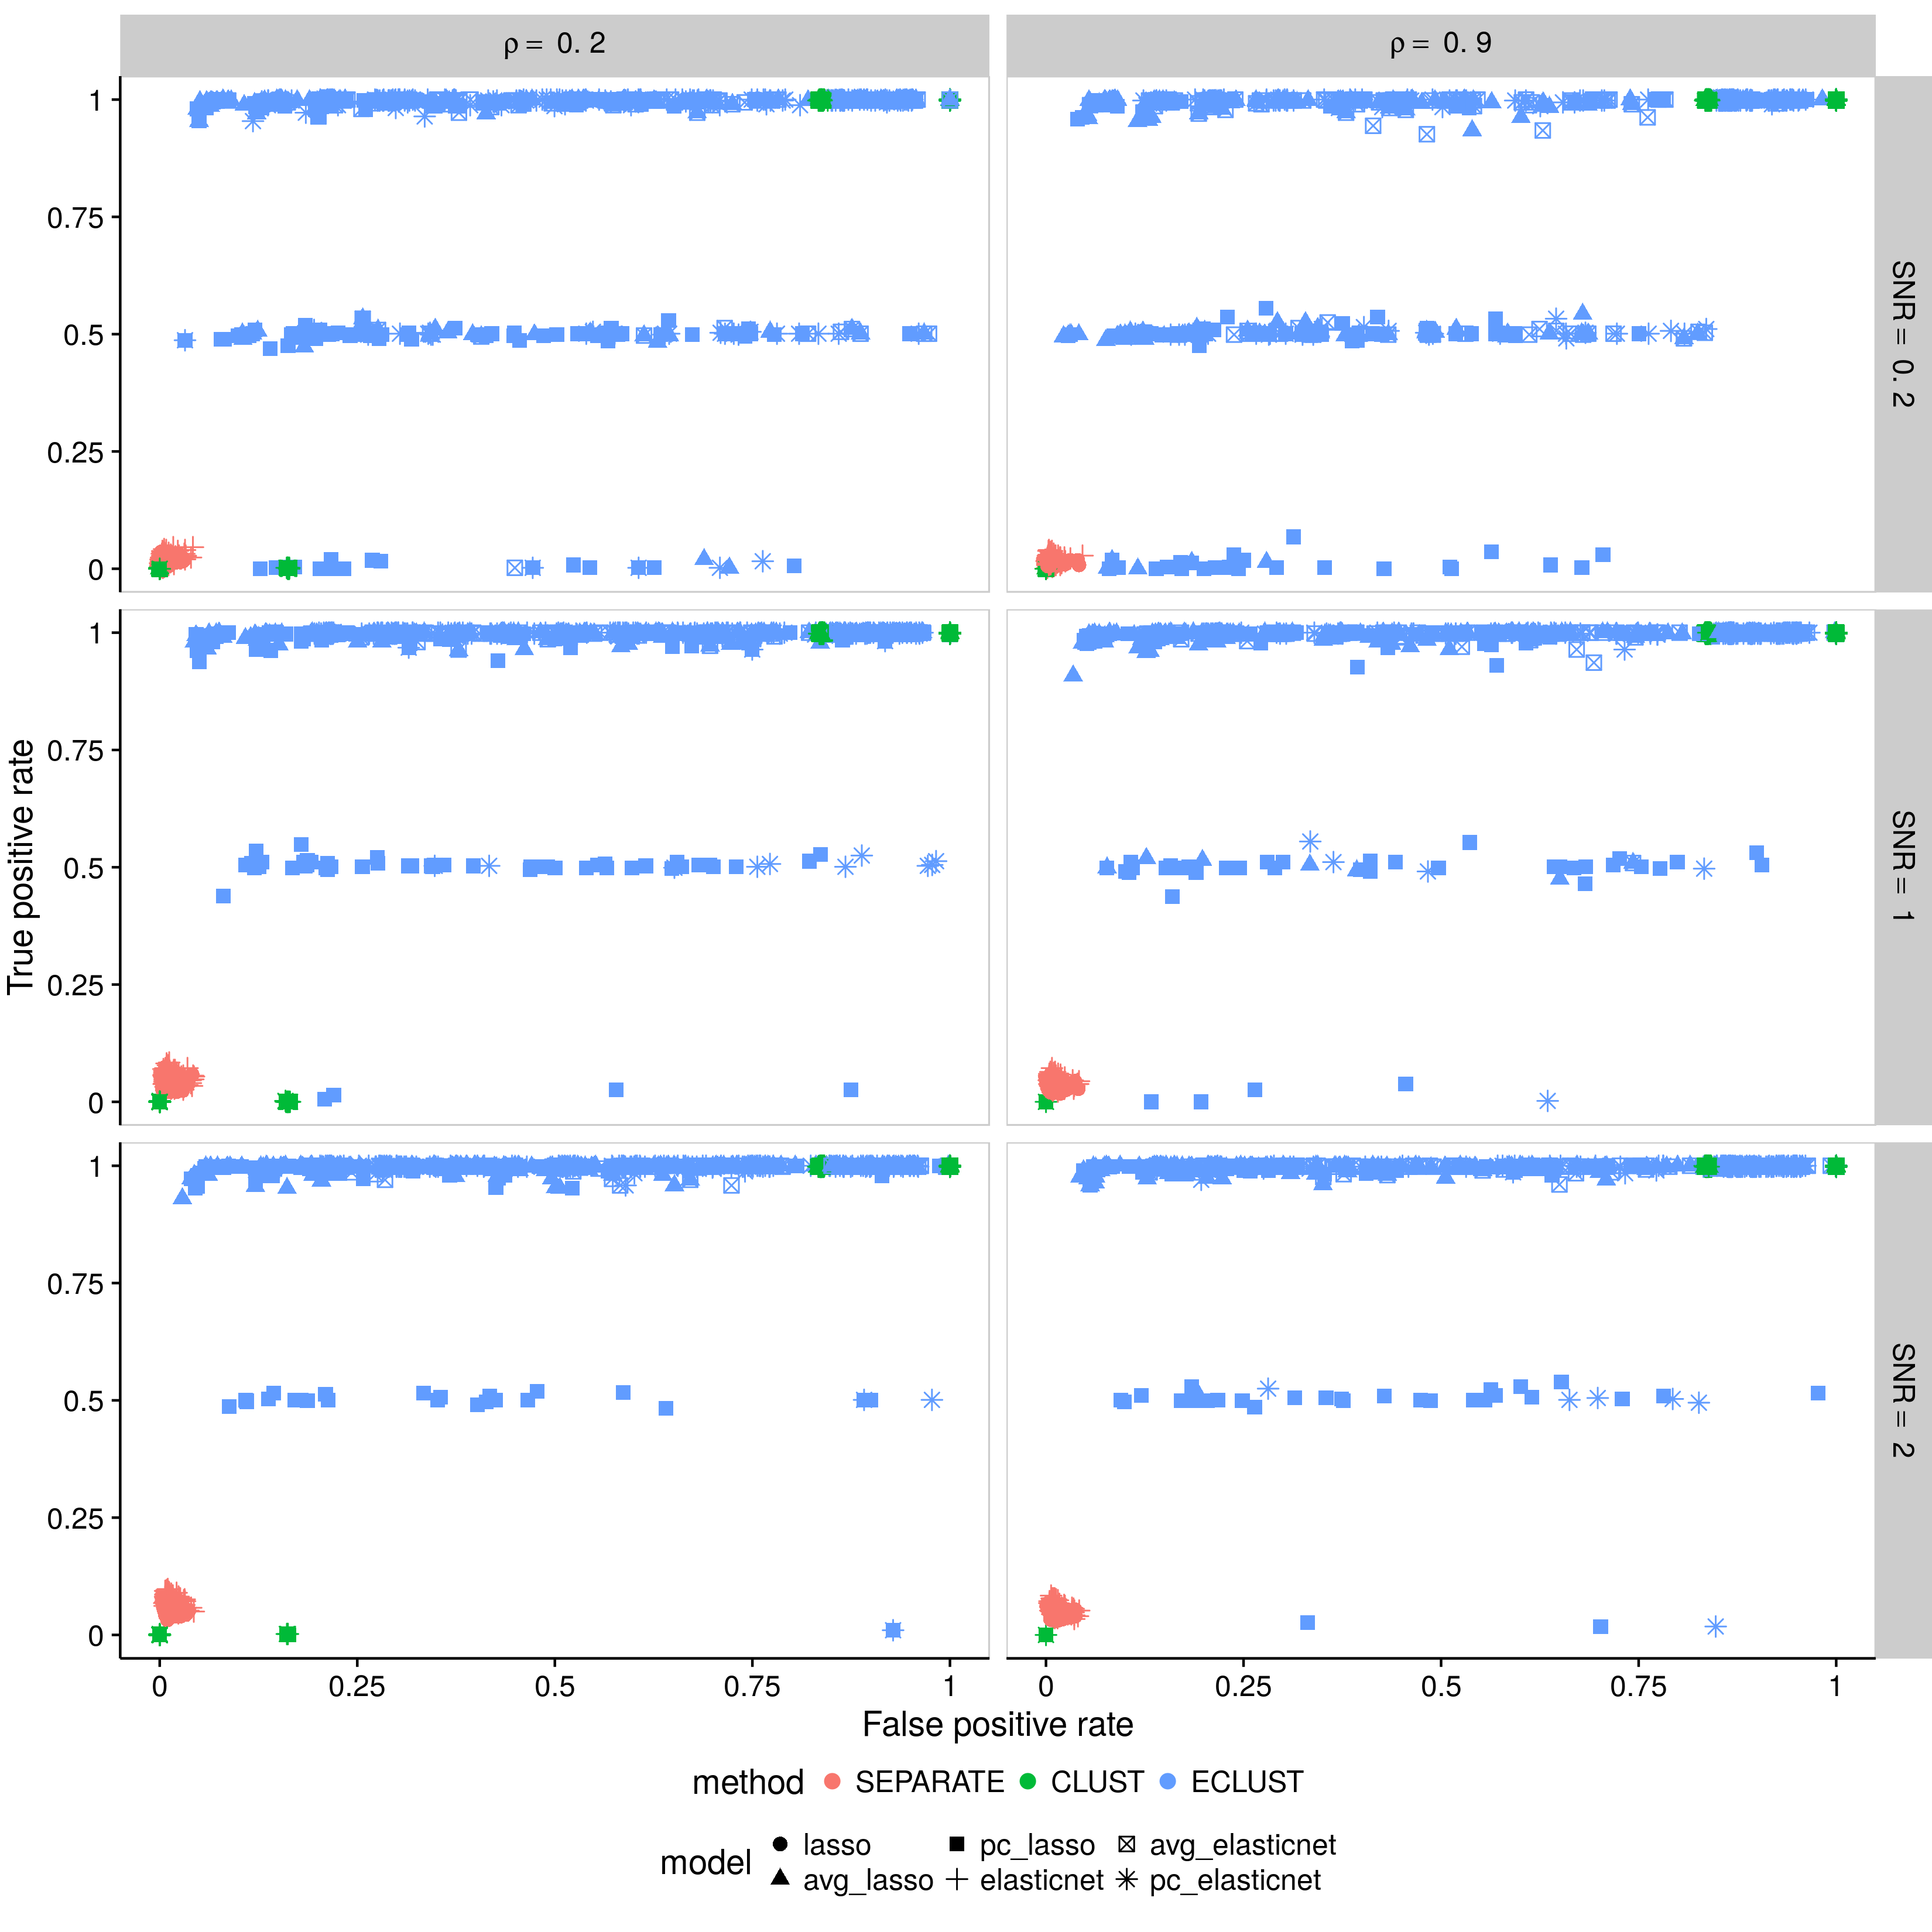 ρ = 0. 2
ρ = 0. 9
1
0.75
0.5
0.25
0
SNR = 0. 2
1
0.75
0.5
0.25
0
SNR = 1
True positive rate
1
0.75
0.5
0.25
0
SNR = 2
0 0.25 0.5 0.75 1
0 0.25 0.5 0.75 1
False positive rate
method SEPARATE CLUST ECLUST
model lasso pc_lasso avg_elasticnet
avg_lasso elasticnet pc_elasticnet